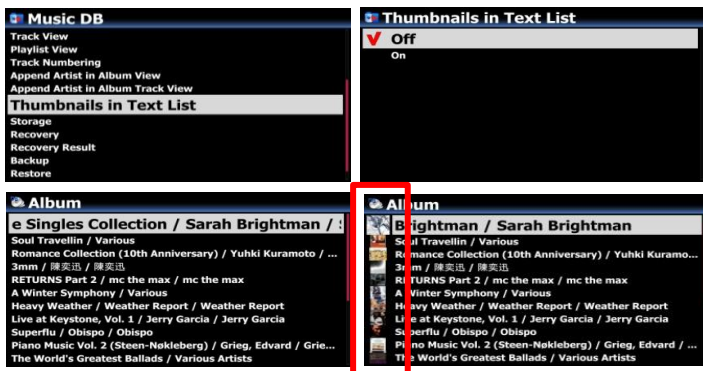 Music DB
Track View
Playlist View
Track Numbering
Append Artist in Album View
Append Artist in Album Track View
Thumbnails in Text List
Storage
Recovery
Recovery Result
Backup
Restore
Thumbnails in Text List
Off
On
Album
e Singles Collection / Sarah Brightman / S
Soul Travellin / Various
Romance Collection (10th Anniversary) / Yuhki Kuramoto / ...
3mm / 陳奕迅 / 陳奕迅
RETURNS Part 2 / mc the max / mc the max
A Winter Symphony / Various
Heavy Weather / Weather Report / Weather Report
Live at Keystone, Vol. 1 / Jerry Garcia / Jerry Garcia
Superflu / Obispo / Obispo
Piano Music Vol. 2 (Steen-Nøkleberg) / Grieg, Edvard / Grie...
The World's Greatest Ballads / Various Artists
Album
Brightman / Sarah Brightman
Soul Travellin / Various
Romance Collection (10th Anniversary) / Yuhki Kuramo...
3mm / 陳奕迅 / 陳奕迅
RETURNS Part 2 / mc the max / mc the max
A Winter Symphony / Various
Heavy Weather / Weather Report / Weather Report
Live at Keystone, Vol. 1 / Jerry Garcia / Jerry Garcia
Superflu / Obispo / Obispo
Piano Music Vol. 2 (Steen-Nøkleberg) / Grieg, Edvard / ...
The World's Greatest Ballads / Various Artists